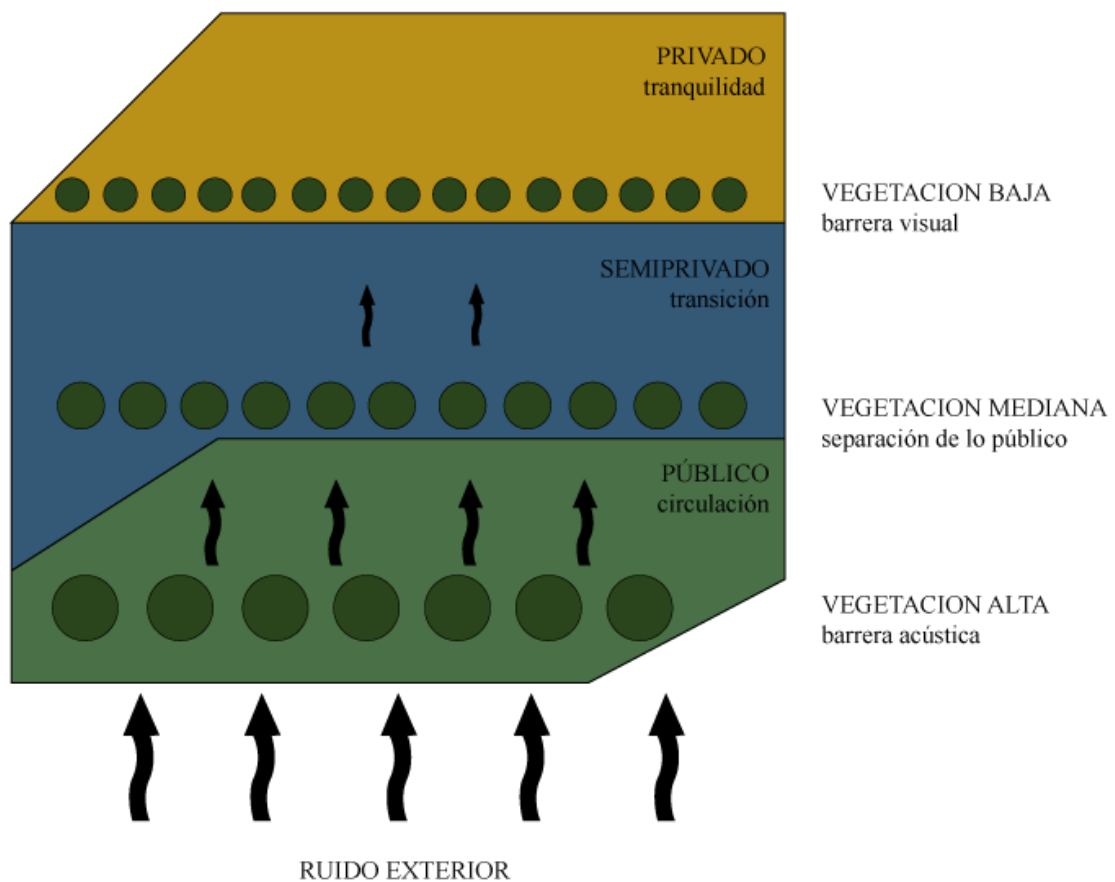 PRIVADO
tranquilidad
VEGETACION BAJA
barrera visual
SEMIPRIVADO
transición
VEGETACION MEDIANA
separación de lo público
PÚBLICO
circulación
VEGETACION ALTA
barrera acústica
RUIDO EXTERIOR